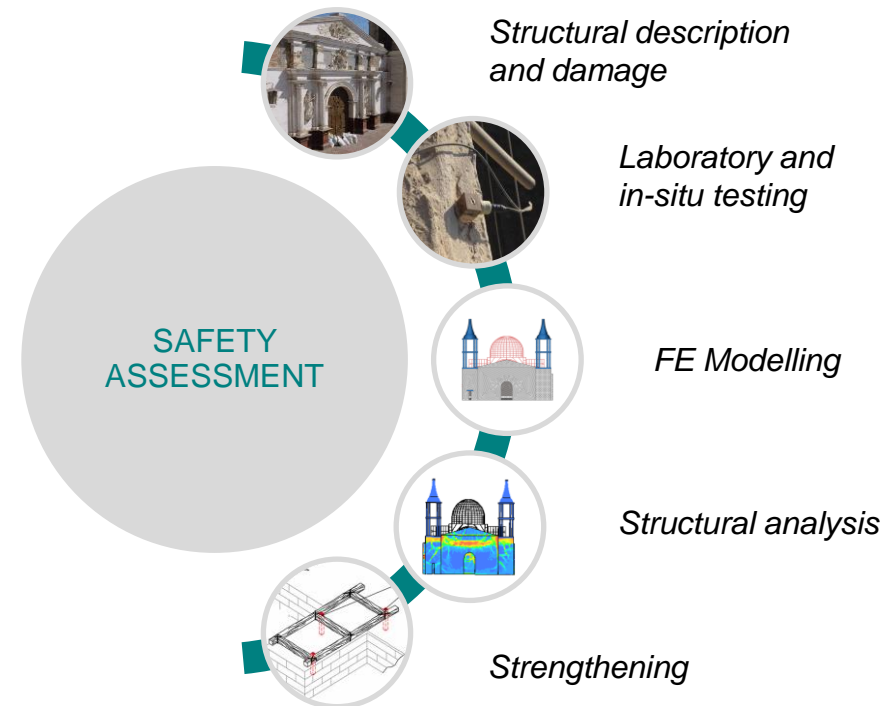 Structural description
and damage
Laboratory and
in-situ testing
SAFETY
ASSESSMENT
FE Modelling
Structural analysis
Strengthening